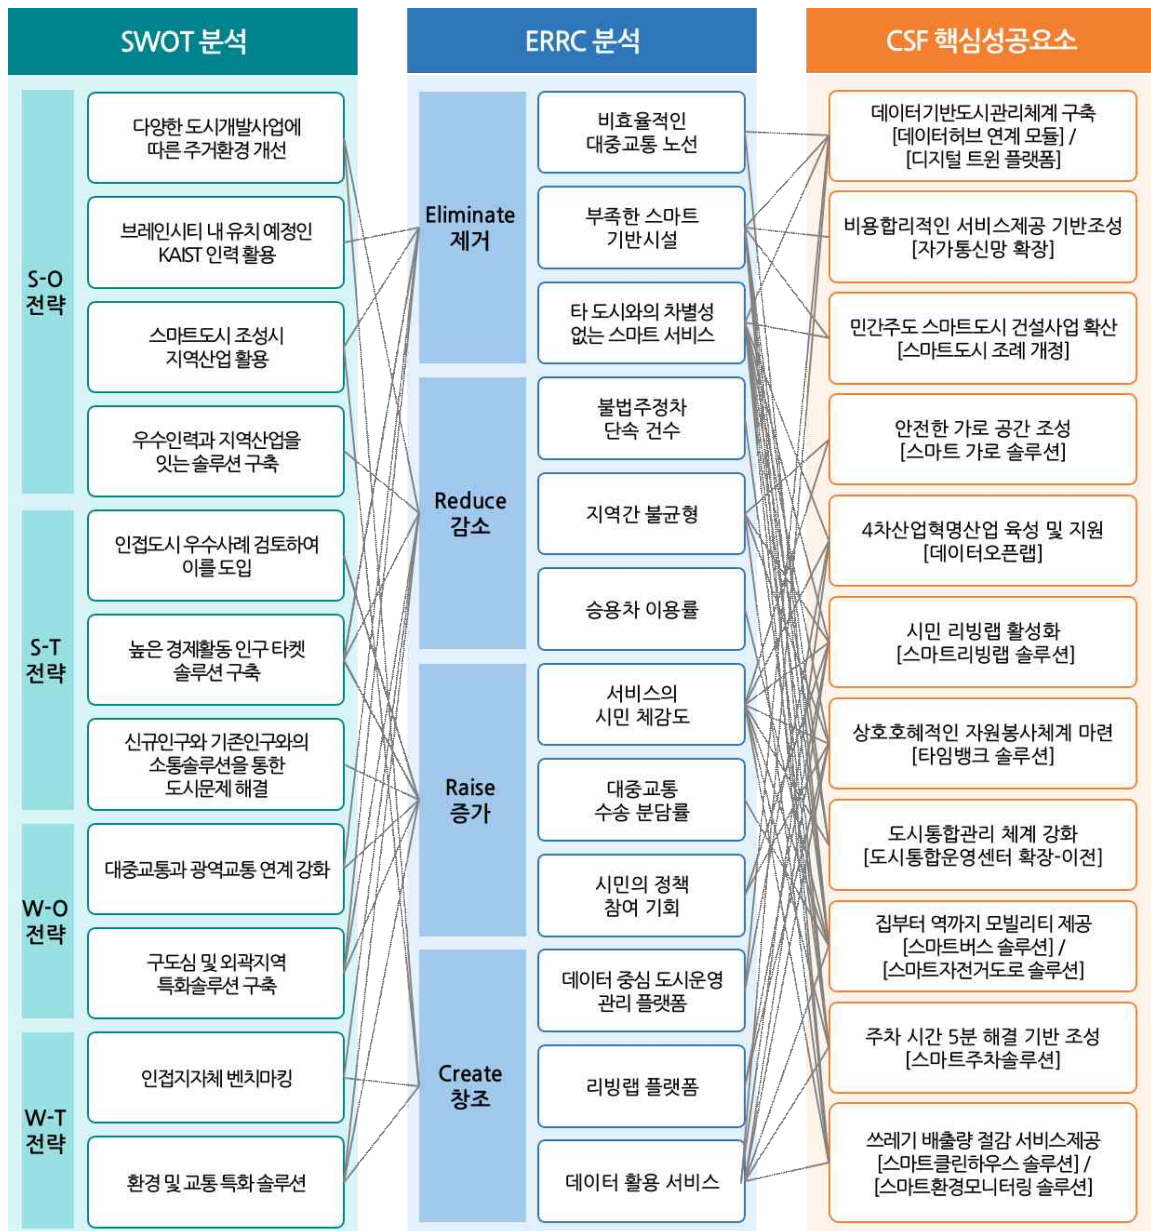 SWOT 분석
S-O
전략
다양한 도시개발사업에
따른 주거환경 개선
브레인시티 내 유치 예정인
KAIST 인력 활용
스마트도시 조성시
지역산업 활용
우수인력과 지역산업을
잇는 솔루션 구축
S-T
전략
인접도시 우수사례 검토하여
이를 도입
높은 경제활동 인구 타켓
솔루션 구축
신규인구와 기존인구와의
소통솔루션을 통한
도시문제 해결
W-O
전략
대중교통과 광역교통 연계 강화
구도심 및 외곽지역
특화솔루션 구축
W-T
전략
인접지자체 벤치마킹
환경 및 교통 특화 솔루션
ERRC 분석
Eliminate
제거
비효율적인
대중교통 노선
부족한 스마트
기반시설
타 도시와의 차별성
없는 스마트 서비스
Reduce
감소
불법주정차
단속 건수
지역간 불균형
승용차 이용률
Raise
증가
서비스의
시민 체감도
대중교통
수송 분담률
시민의 정책
참여 기회
Create
창조
데이터 중심 도시운영
관리 플랫폼
리빙랩 플랫폼
데이터 활용 서비스
CSF 핵심성공요소
데이터기반도시관리체계 구축
[데이터허브 연계 모듈] /
[디지털 트윈 플랫폼]
비용합리적인 서비스제공 기반조성
[자가통신망 확장]
민간주도 스마트도시 건설사업 확산
[스마트도시 조례 개정]
안전한 가로 공간 조성
[스마트 가로 솔루션]
4차산업혁명산업 육성 및 지원
[데이터오픈랩]
시민 리빙랩 활성화
[스마트리빙랩 솔루션]
상호호혜적인 자원봉사체계 마련
[타임뱅크 솔루션]
도시통합관리 체계 강화
[도시통합운영센터 확장-이전]
집부터 역까지 모빌리티 제공
[스마트버스 솔루션] /
[스마트자전거도로 솔루션]
주차 시간 5분 해결 기반 조성
[스마트주차솔루션]
쓰레기 배출량 절감 서비스제공
[스마트클린하우스 솔루션] /
[스마트환경모니터링 솔루션]